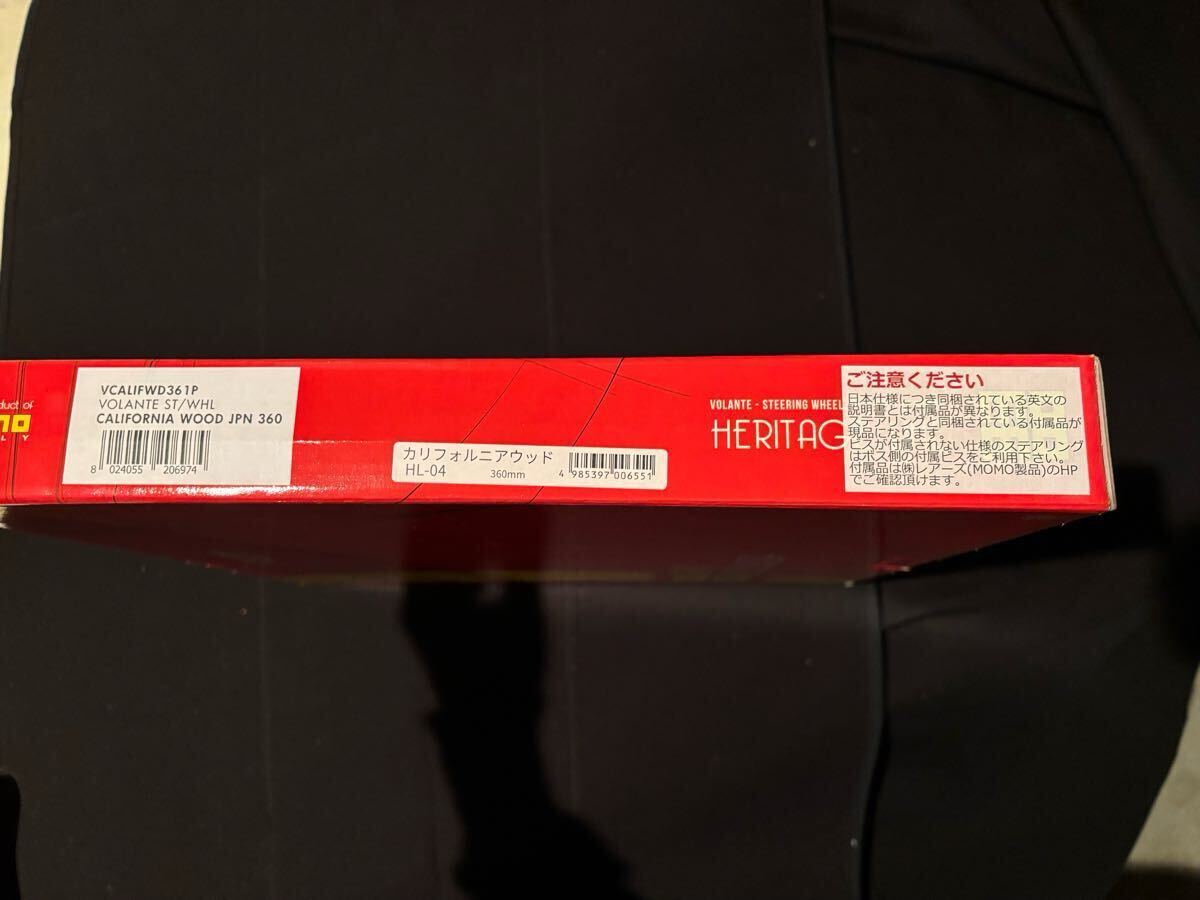 duct of
mo
LY
VCALIFWD361P
VOLANTE ST/WHL
CALIFORNIA WOOD JPN 360
8 024055 206974
カリフォルニアウッド
HL-04 360mm
4 985397 006551
VOLANTE - STEERING WHEEL
HERITAG
ご注意ください
日本仕様につき同梱されている英文の
説明書とは付属品が異なります。
ステアリングと同梱されている付属品が
現品になります。
ビスが付属されない仕様のステアリング
はボス側の付属ビスをご利用下さい。
付属品は㈱レアーズ(MOMO製品)のHP
でご確認頂けます。